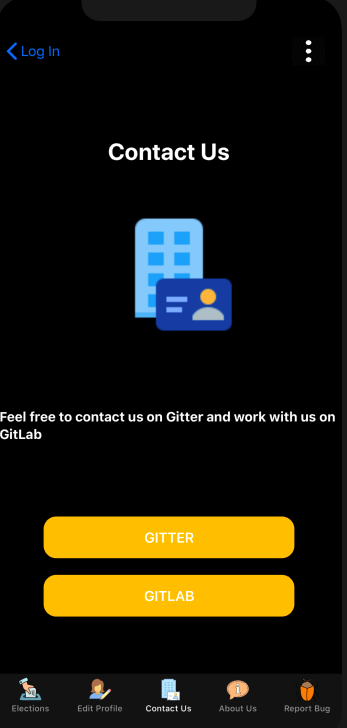 Log In
Contact Us
Feel free to contact us on Gitter and work with us on
GitLab
GITTER
GITLAB
Elections
Edit Profile
Contact Us
About Us
Report Bug